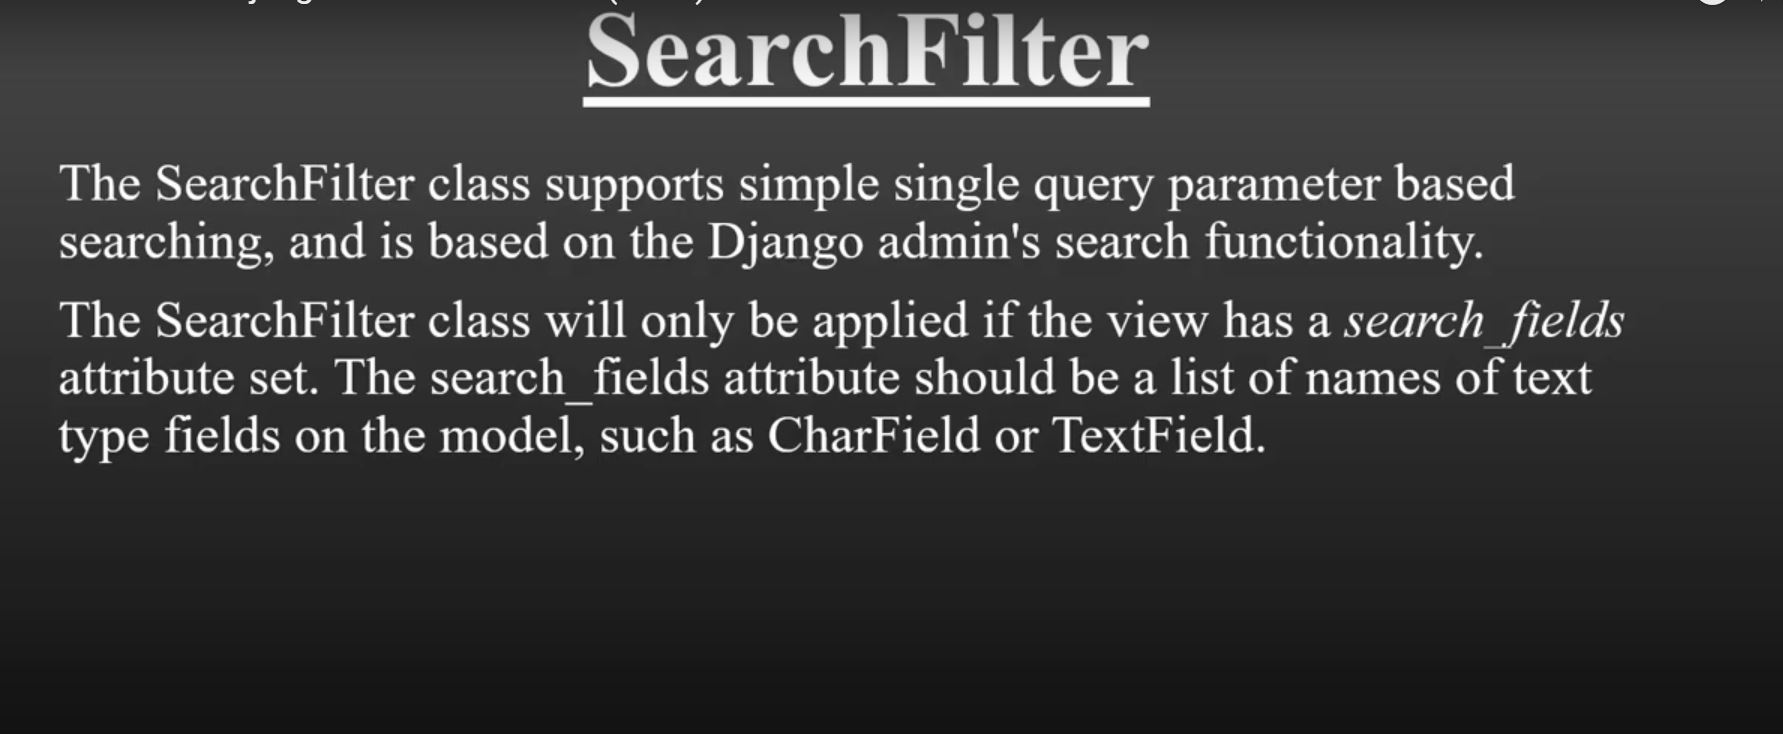 SearchFilter
The SearchFilter class supports simple single query parameter based
searching, and is based on the Django admin's search functionality.
The SearchFilter class will only be applied if the view has a search_fields
attribute set. The search_fields attribute should be a list of names of text
type fields on the model, such as CharField or TextField.